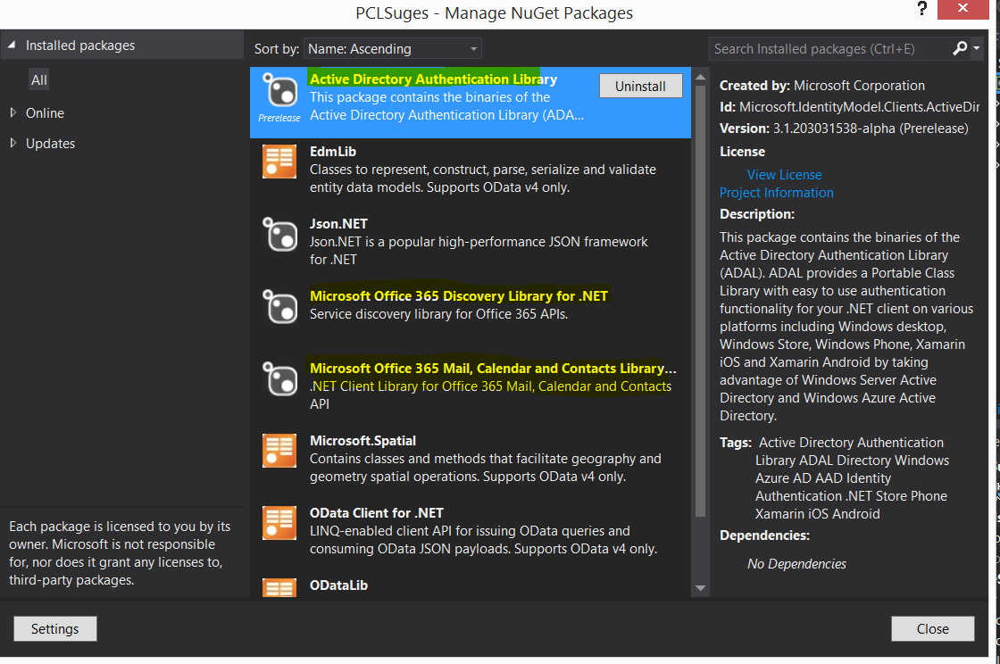 PCLSuges - Manage NuGet Packages
?
Installed packages
All
Online
Updates
Each package is licensed to you by its
owner. Microsoft is not responsible
for, nor does it grant any licenses to,
third-party packages.
Settings
Sort by: Name: Ascending
Active Directory Authentication Library
This package contains the binaries of the
Active Directory Authentication Library (ADA...
Prerelease
Uninstall
EdmLib
Classes to represent, construct, parse, serialize and validate
entity data models. Supports OData v4 only.
Json.NET
Json.NET is a popular high-performance JSON framework
for .NET
Microsoft Office 365 Discovery Library for .NET
Service discovery library for Office 365 APIs.
Microsoft Office 365 Mail, Calendar and Contacts Library...
.NET Client Library for Office 365 Mail, Calendar and Contacts
API
Microsoft.Spatial
Contains classes and methods that facilitate geography and
geometry spatial operations. Supports OData v4 only.
OData Client for .NET
LINQ-enabled client API for issuing OData queries and
consuming OData JSON payloads. Supports OData v4 only.
ODataLib
Search Installed packages (Ctrl+E)
Created by: Microsoft Corporation
Id: Microsoft.IdentityModel.Clients.ActiveDir
Version: 3.1.203031538-alpha (Prerelease)
License
View License
Project Information
Description:
This package contains the binaries of the
Active Directory Authentication Library
(ADAL). ADAL provides a Portable Class
Library with easy to use authentication
functionality for your .NET client on various
platforms including Windows desktop,
Windows Store, Windows Phone, Xamarin
iOS and Xamarin Android by taking
advantage of Windows Server Active
Directory and Windows Azure Active
Directory.
Tags: Active Directory Authentication
Library ADAL Directory Windows
Azure AD AAD Identity
Authentication .NET Store Phone
Xamarin iOS Android
Dependencies:
No Dependencies
Close